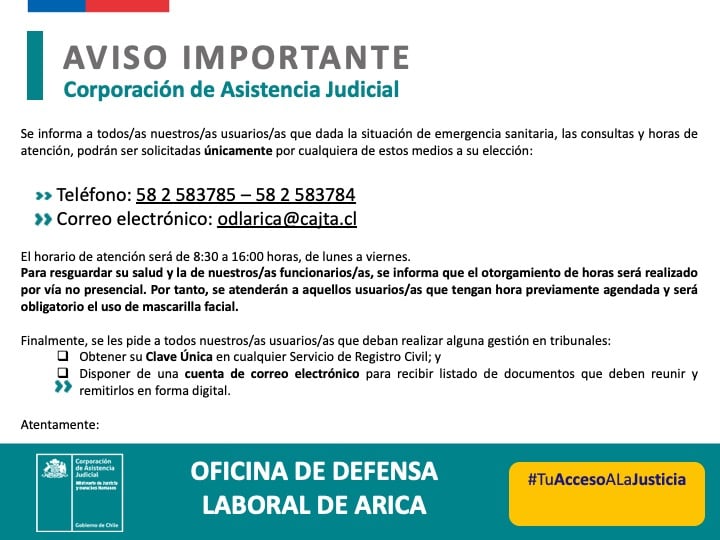 AVISO IMPORTANTE
Corporación de Asistencia Judicial
Se informa a todos/as nuestros/as usuarios/as que dada la situación de emergencia sanitaria, las consultas y horas de
atención, podrán ser solicitadas únicamente por cualquiera de estos medios a su elección:
Teléfono: 58 2 583785 – 58 2 583784
Correo electrónico: odlarica@cajta.cl
El horario de atención será de 8:30 a 16:00 horas, de lunes a viernes.
Para resguardar su salud y la de nuestros/as funcionarios/as, se informa que el otorgamiento de horas será realizado
por vía no presencial. Por tanto, se atenderán a aquellos usuarios/as que tengan hora previamente agendada y será
obligatorio el uso de mascarilla facial.
Finalmente, se les pide a todos nuestros/as usuarios/as que deban realizar alguna gestión en tribunales:
Obtener su Clave Única en cualquier Servicio de Registro Civil; y
Disponer de una cuenta de correo electrónico para recibir listado de documentos que deben reunir y
remitirlos en forma digital.
Atentamente:
Corporación
de Asistencia
Judicial
Ministerio de Justicia
y Derechos Humanos
Gobierno de Chile
OFICINA DE DEFENSA
LABORAL DE ARICA
#TuAccesoALaJusticia